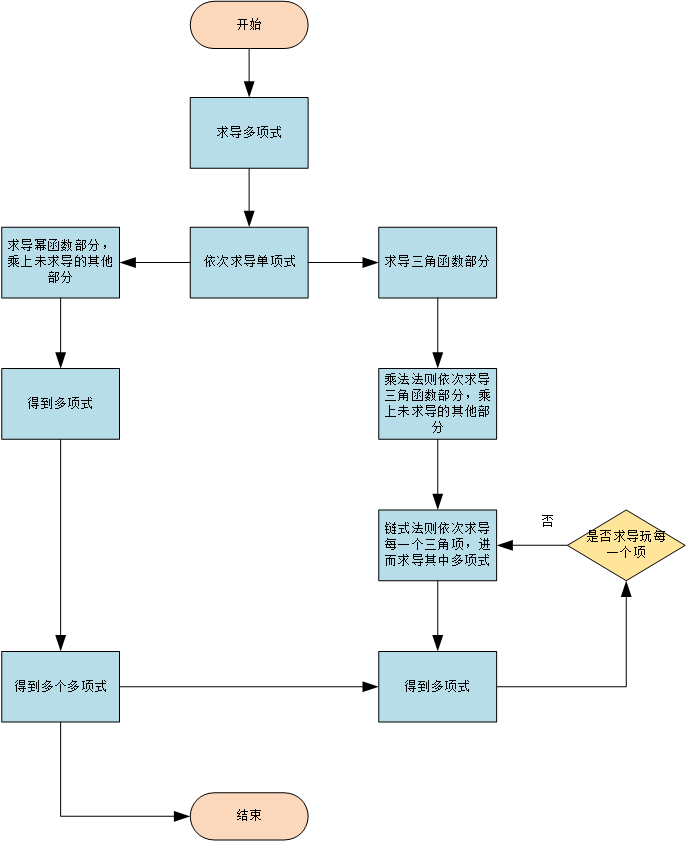 开始
求导多项式
求导幂函数部分，
乘上未求导的其他
部分
依次求导单项式
求导三角函数部分
得到多项式
乘法法则依次求导
三角函数部分，乘
上未求导的其他部
分
否
链式法则依次求导
每一个三角项，进
而求导其中多项式
是否求导玩每
一个项
得到多个多项式
得到多项式
结束